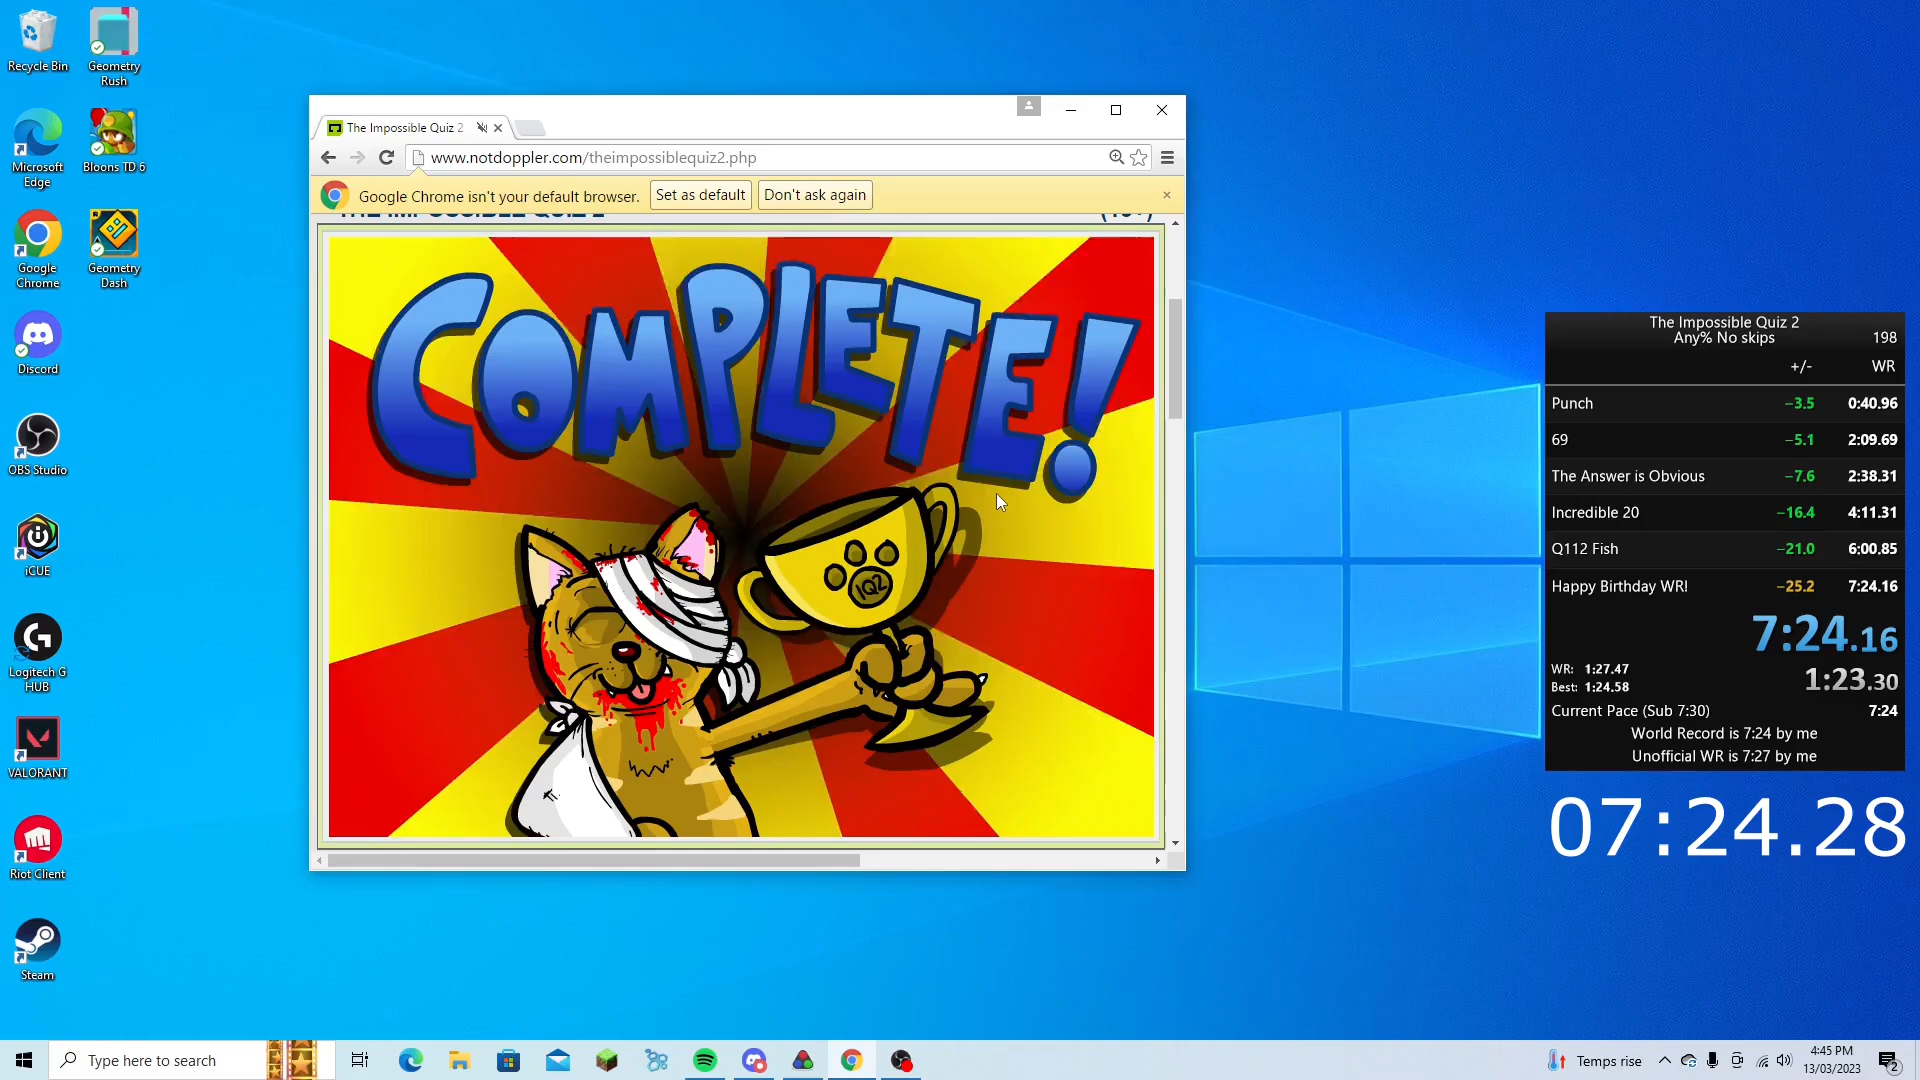 Recycle Bin
Geometry
Rush
Microsoft
Edge
Bloons TD 6
Google
Chrome
Geometry
Dash
Discord
OBS Studio
iCUE
Logitech G
HUB
VALORANT
Riot Client
Steam
The Impossible Quiz 2
www.notdoppler.com/theimpossiblequiz2.php
Google Chrome isn't your default browser. Set as default Don't ask again
COMPLETE!
IQ2
The Impossible Quiz 2
Any% No skips 198
+/- WR
Punch −3.5 0:40.96
69 −5.1 2:09.69
The Answer is Obvious −7.6 2:38.31
Incredible 20 −16.4 4:11.31
Q112 Fish −21.0 6:00.85
Happy Birthday WR! −25.2 7:24.16
7:24.16
WR: 1:27.47
Best: 1:24.58
1:23.30
Current Pace (Sub 7:30) 7:24
World Record is 7:24 by me
Unofficial WR is 7:27 by me
07:24.28
Type here to search
Temps rise
4:45 PM
13/03/2023
2